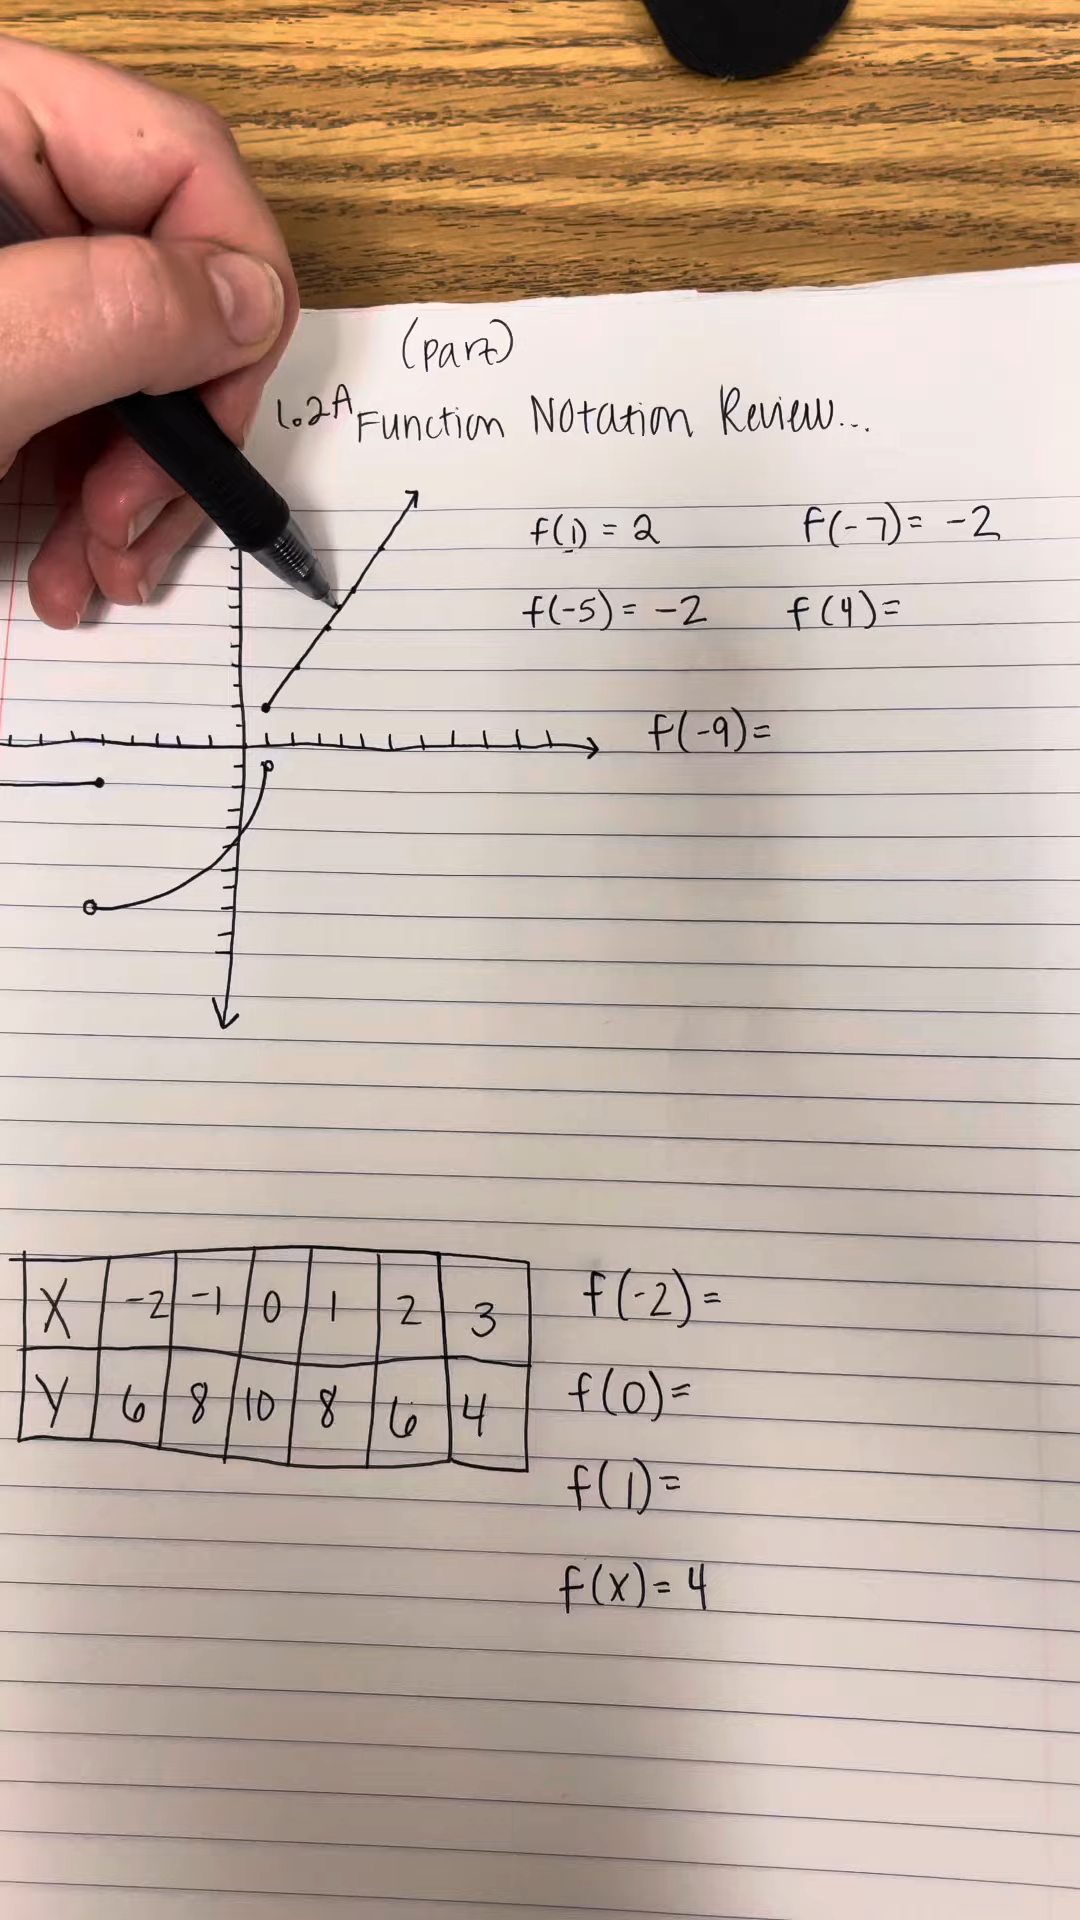 (part)
1.2A Function Notation Review...
f(1) = 2 f(-7) = -2
f(-5) = -2 f(4) =
f(-9) =
X -2 -1 0 1 2 3
Y 6 8 10 8 6 4
f(-2) =
f(0) =
f(1) =
f(x) = 4